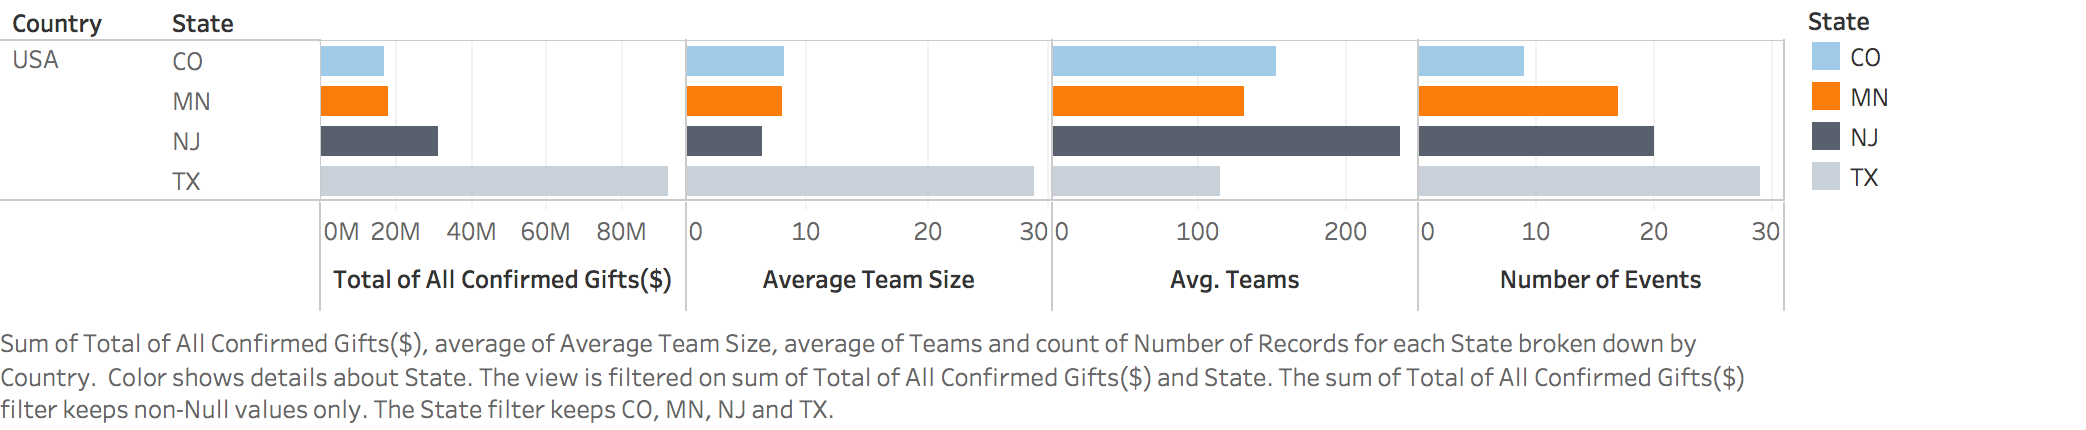 Country State State
USA CO CO
MN MN
NJ NJ
TX TX
0M 20M 40M 60M 80M 0 10 20 30 0 100 200 0 10 20 30
Total of All Confirmed Gifts($) Average Team Size Avg. Teams Number of Events
Sum of Total of All Confirmed Gifts($), average of Average Team Size, average of Teams and count of Number of Records for each State broken down by
Country.  Color shows details about State. The view is filtered on sum of Total of All Confirmed Gifts($) and State. The sum of Total of All Confirmed Gifts($)
filter keeps non-Null values only. The State filter keeps CO, MN, NJ and TX.